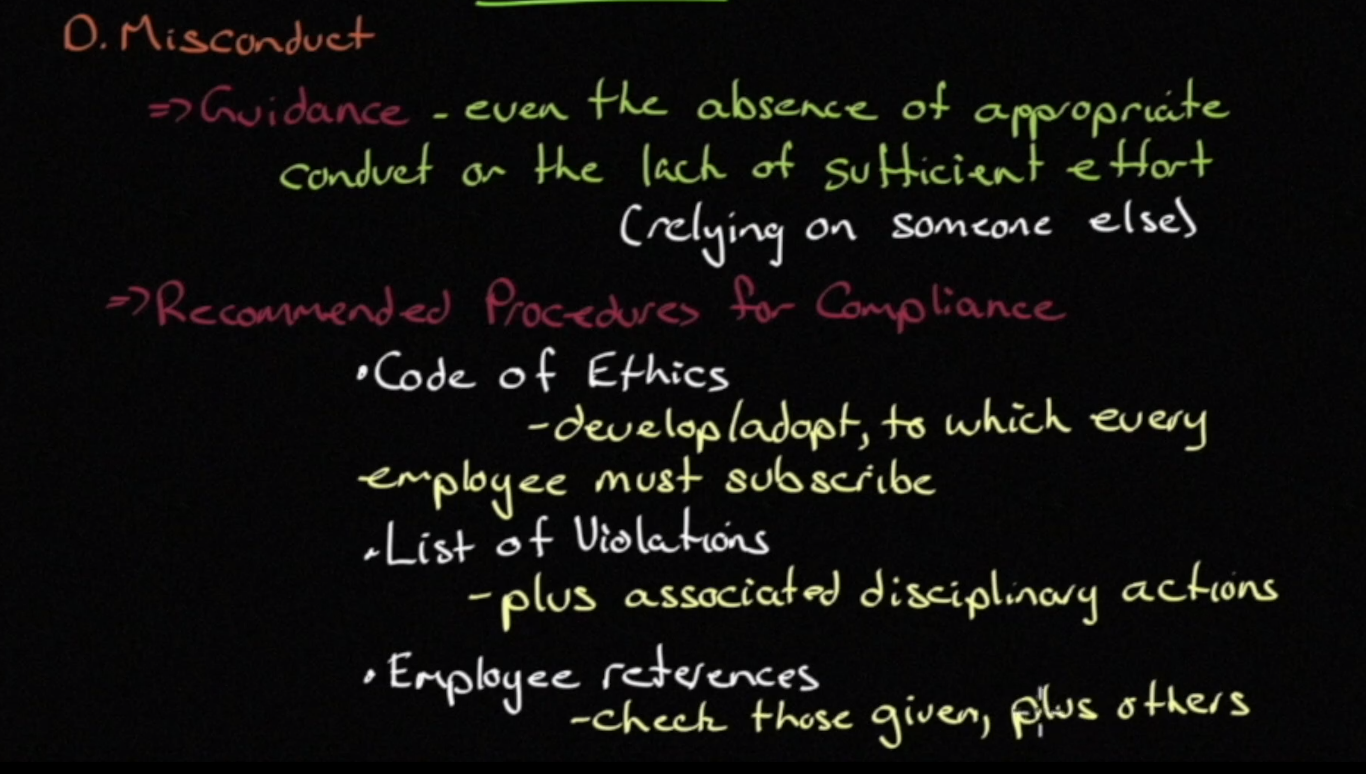 D. Misconduct
=> Guidance - even the absence of appropriate
conduct or the lack of sufficient effort
(relying on someone else)
=> Recommended Procedures for Compliance
• Code of Ethics
- develop/adopt, to which every
employee must subscribe
• List of Violations
- plus associated disciplinary actions
• Employee references
- check those given, plus others